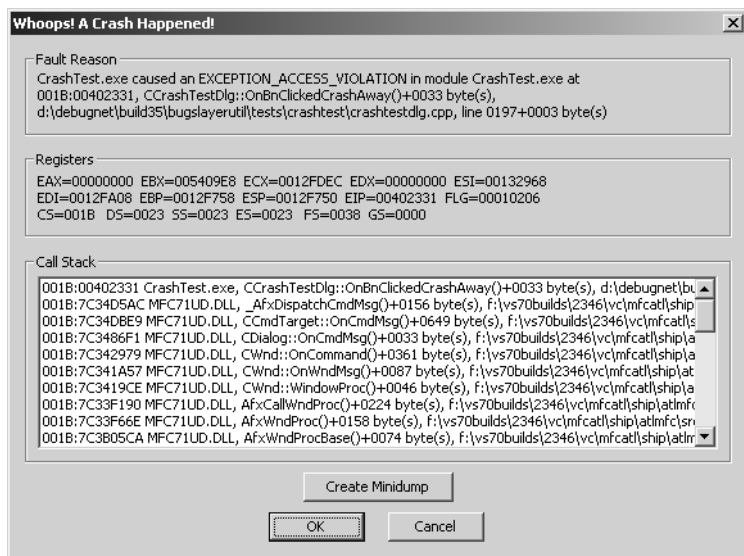 Whoops! A Crash Happened!
Fault Reason
CrashTest.exe caused an EXCEPTION_ACCESS_VIOLATION in module CrashTest.exe at
001B:00402331, CCrashTestDlg::OnBnClickedCrashAway()+0033 byte(s),
d:\debugnet\build35\bugslayerutil\tests\crashtest\crashtestdlg.cpp, line 0197+0003 byte(s)
Registers
EAX=00000000 EBX=005409E8 ECX=0012FDEC EDX=00000000 ESI=00132968
EDI=0012FA08 EBP=0012F758 ESP=0012F750 EIP=00402331 FLG=00010206
CS=001B DS=0023 SS=0023 ES=0023 FS=0038 GS=0000
Call Stack
001B:00402331 CrashTest.exe, CCrashTestDlg::OnBnClickedCrashAway()+0033 byte(s), d:\debugnet\bu
001B:7C34D5AC MFC71UD.DLL, _AfxDispatchCmdMsg()+0156 byte(s), f:\vs70builds\2346\vc\mfcatl\ship
001B:7C34DBE9 MFC71UD.DLL, CCmdTarget::OnCmdMsg()+0649 byte(s), f:\vs70builds\2346\vc\mfcatl\s
001B:7C3486F1 MFC71UD.DLL, CDialog::OnCmdMsg()+0033 byte(s), f:\vs70builds\2346\vc\mfcatl\ship\a
001B:7C342979 MFC71UD.DLL, CWnd::OnCommand()+0361 byte(s), f:\vs70builds\2346\vc\mfcatl\ship\a
001B:7C341A57 MFC71UD.DLL, CWnd::OnWndMsg()+0087 byte(s), f:\vs70builds\2346\vc\mfcatl\ship\at
001B:7C3419CE MFC71UD.DLL, CWnd::WindowProc()+0046 byte(s), f:\vs70builds\2346\vc\mfcatl\ship\a
001B:7C33F190 MFC71UD.DLL, AfxCallWndProc()+0224 byte(s), f:\vs70builds\2346\vc\mfcatl\ship\atlmfc
001B:7C33F66E MFC71UD.DLL, AfxWndProc()+0158 byte(s), f:\vs70builds\2346\vc\mfcatl\ship\atlmfc\src
001B:7C3B05CA MFC71UD.DLL, AfxWndProcBase()+0074 byte(s), f:\vs70builds\2346\vc\mfcatl\ship\atlm
Create Minidump
OK
Cancel